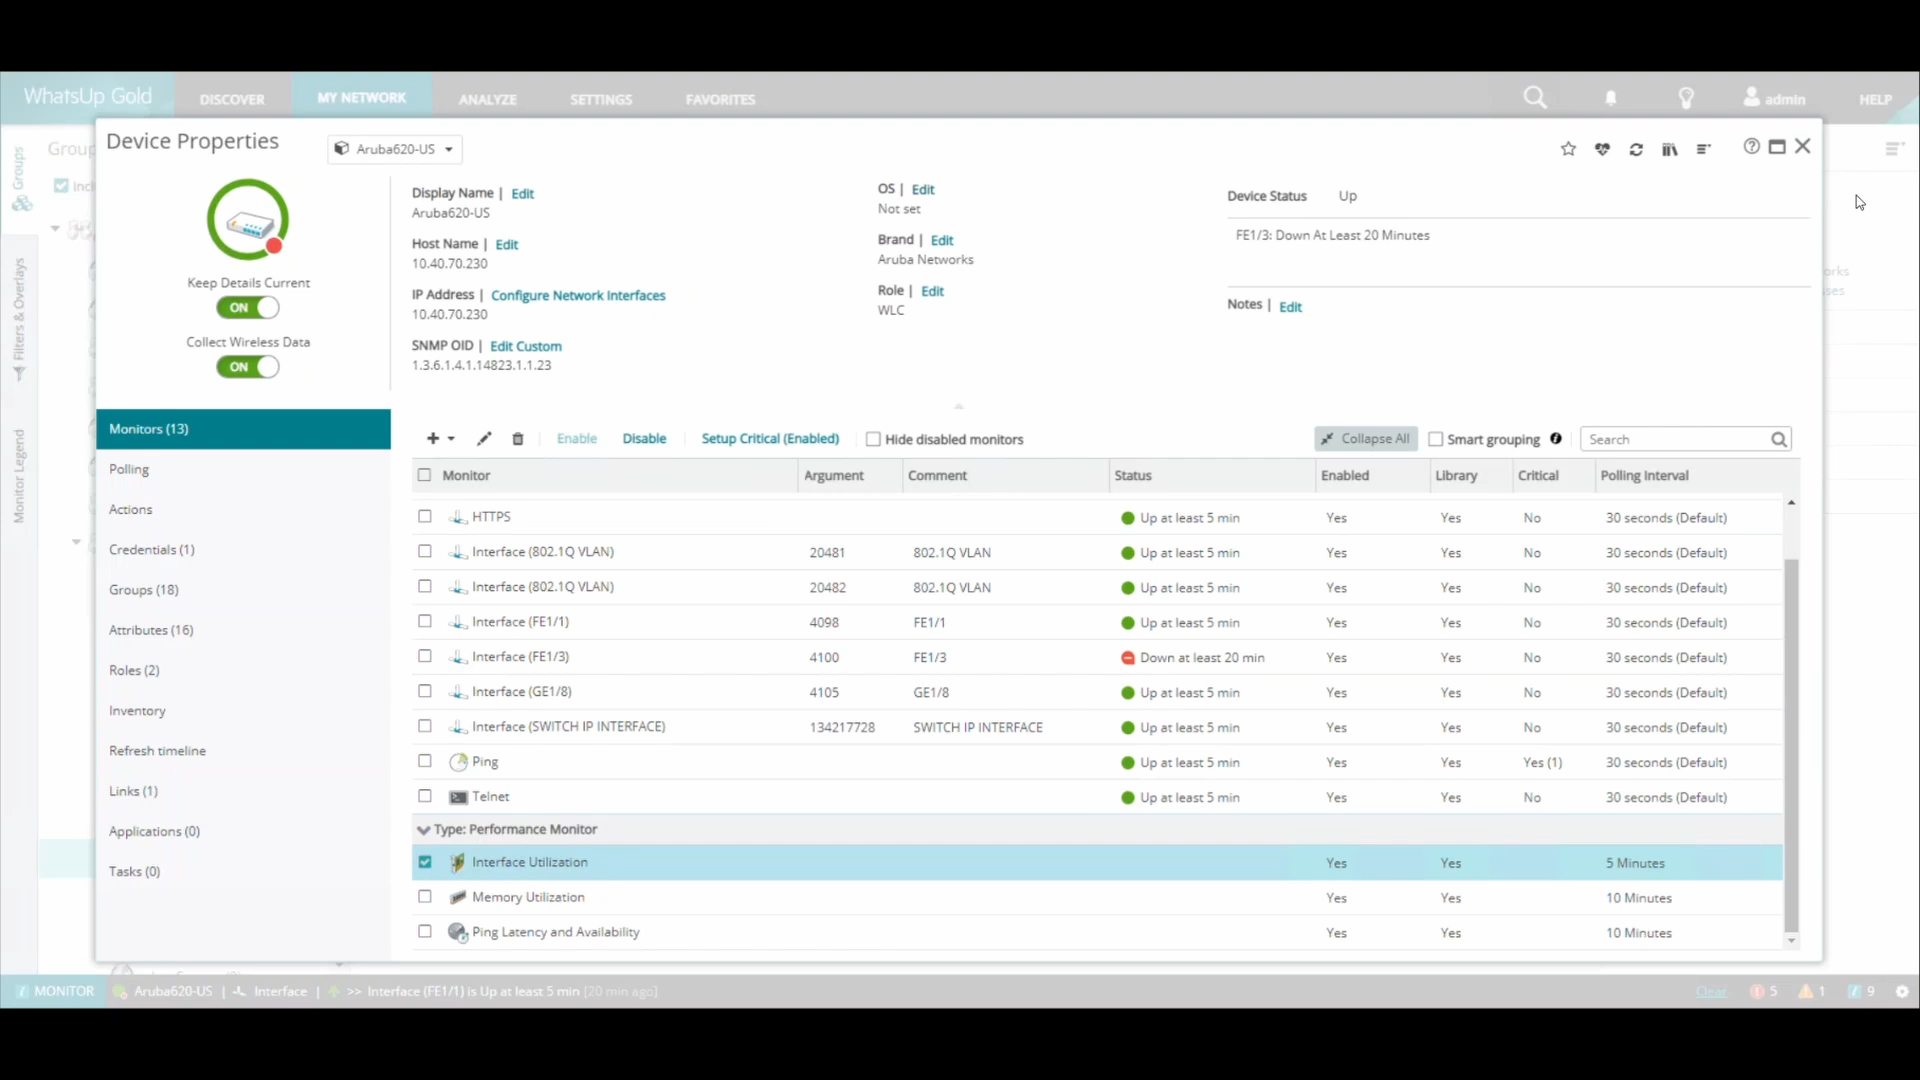 WhatsUp Gold
DISCOVER
MY NETWORK
ANALYZE
SETTINGS
FAVORITES
admin
HELP
Groups
Filters & Overlays
Monitor Legend
Group
Incl
Device Properties
Aruba620-US
Keep Details Current
ON
Collect Wireless Data
ON
Display Name | Edit
Aruba620-US
Host Name | Edit
10.40.70.230
IP Address | Configure Network Interfaces
10.40.70.230
SNMP OID | Edit Custom
1.3.6.1.4.1.14823.1.1.23
OS | Edit
Not set
Brand | Edit
Aruba Networks
Role | Edit
WLC
Device Status Up
FE1/3: Down At Least 20 Minutes
Notes | Edit
Monitors (13)
Polling
Actions
Credentials (1)
Groups (18)
Attributes (16)
Roles (2)
Inventory
Refresh timeline
Links (1)
Applications (0)
Tasks (0)
Enable Disable Setup Critical (Enabled) Hide disabled monitors Collapse All Smart grouping Search
Monitor Argument Comment Status Enabled Library Critical Polling Interval
HTTPS Up at least 5 min Yes Yes No 30 seconds (Default)
Interface (802.1Q VLAN) 20481 802.1Q VLAN Up at least 5 min Yes Yes No 30 seconds (Default)
Interface (802.1Q VLAN) 20482 802.1Q VLAN Up at least 5 min Yes Yes No 30 seconds (Default)
Interface (FE1/1) 4098 FE1/1 Up at least 5 min Yes Yes No 30 seconds (Default)
Interface (FE1/3) 4100 FE1/3 Down at least 20 min Yes Yes No 30 seconds (Default)
Interface (GE1/8) 4105 GE1/8 Up at least 5 min Yes Yes No 30 seconds (Default)
Interface (SWITCH IP INTERFACE) 134217728 SWITCH IP INTERFACE Up at least 5 min Yes Yes No 30 seconds (Default)
Ping Up at least 5 min Yes Yes Yes (1) 30 seconds (Default)
Telnet Up at least 5 min Yes Yes No 30 seconds (Default)
Type: Performance Monitor
Interface Utilization Yes Yes 5 Minutes
Memory Utilization Yes Yes 10 Minutes
Ping Latency and Availability Yes Yes 10 Minutes
MONITOR Aruba620-US | Interface | >> Interface (FE1/1) is Up at least 5 min [20 min ago] Clear 5 1 9